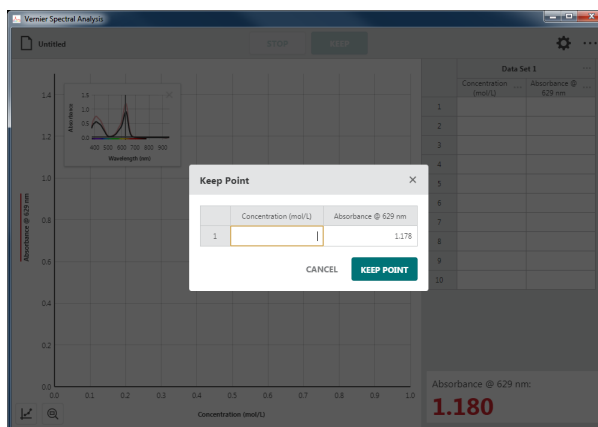 Vernier Spectral Analysis
Untitled
STOP
KEEP
Data Set 1
Concentration (mol/L)
Absorbance @ 629 nm
1
2
3
4
5
6
7
8
9
10
1.4
1.2
1.0
0.8
0.6
0.4
0.2
0.0
Absorbance @ 629 nm
0.0 0.1 0.2 0.3 0.4 0.5 0.6 0.7 0.8 0.9 1.0
Concentration (mol/L)
Absorbance
1.5
1.0
0.5
0.0
400 500 600 700 800 900
Wavelength (nm)
Keep Point
Concentration (mol/L) Absorbance @ 629 nm
1 1.178
CANCEL KEEP POINT
Absorbance @ 629 nm:
1.180